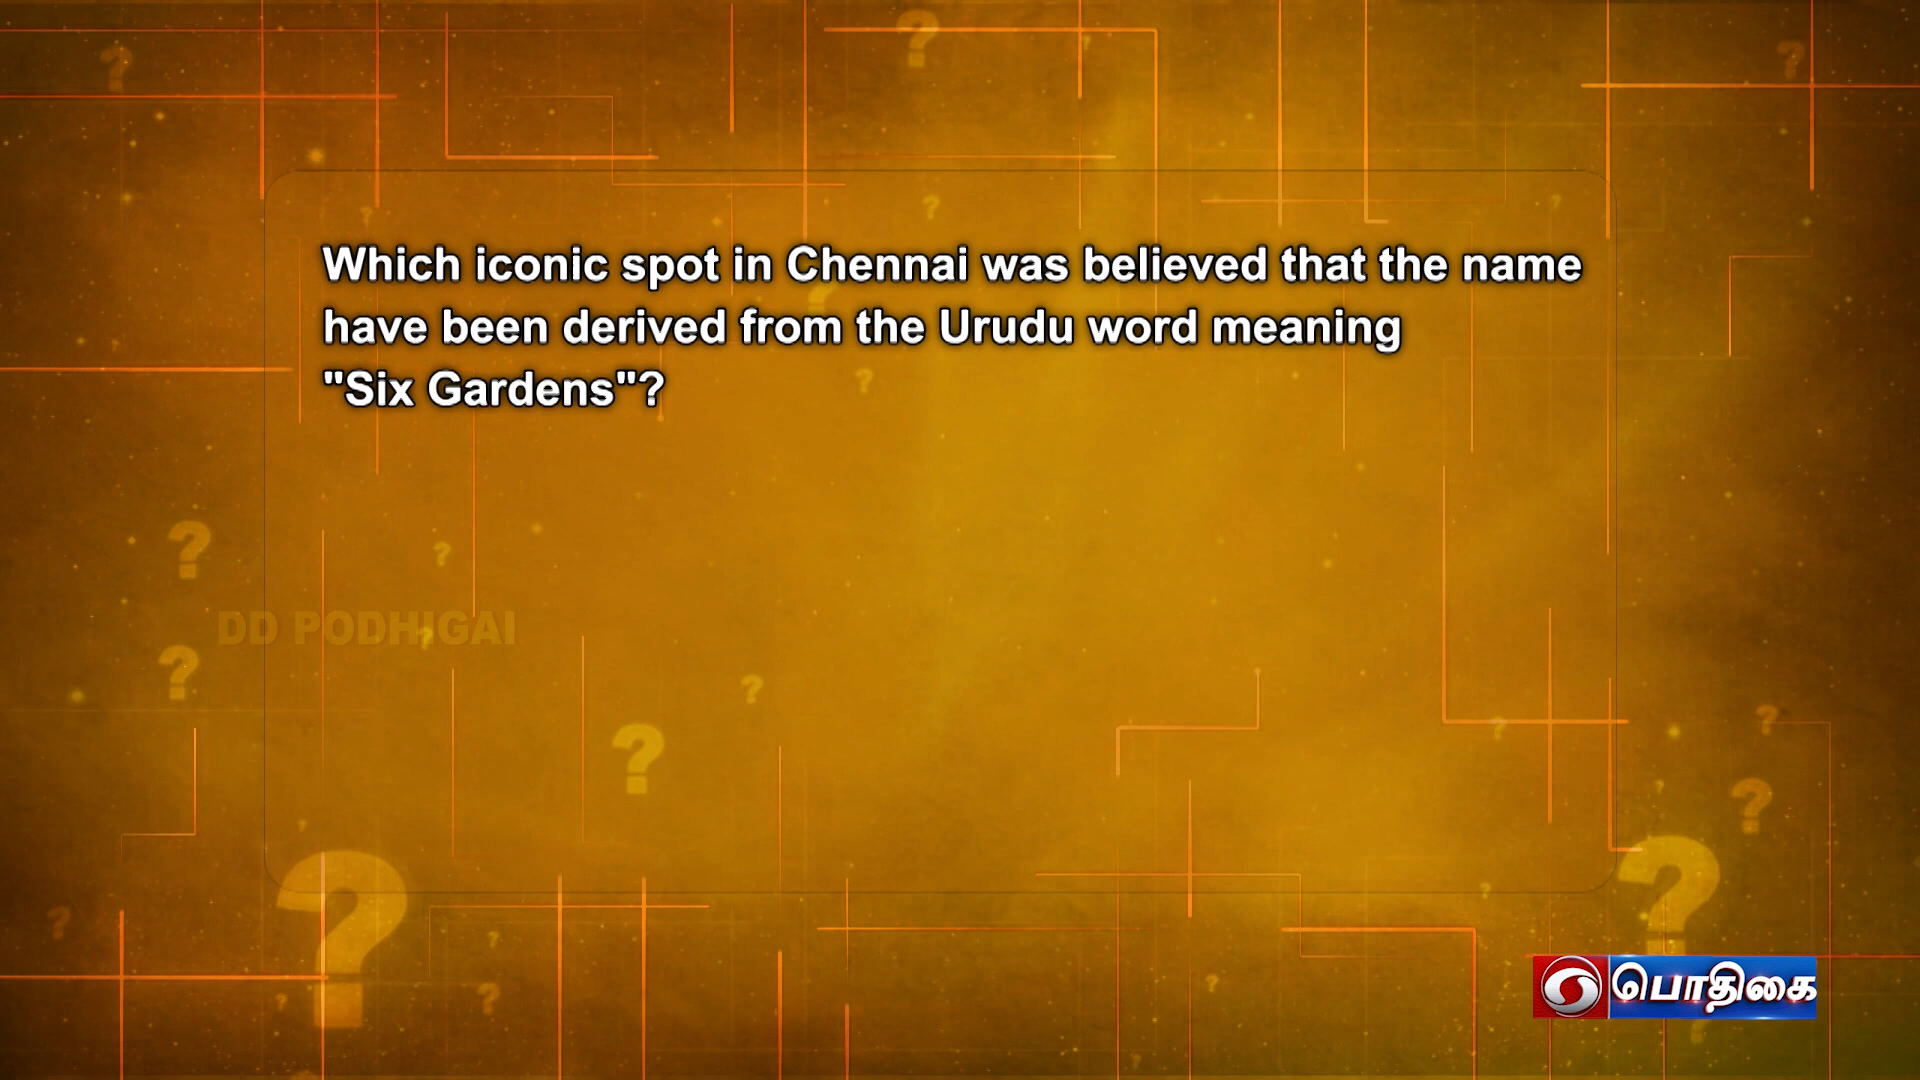 Which iconic spot in Chennai was believed that the name
have been derived from the Urudu word meaning
"Six Gardens"?
DD PODHIGAI
பொதிகை